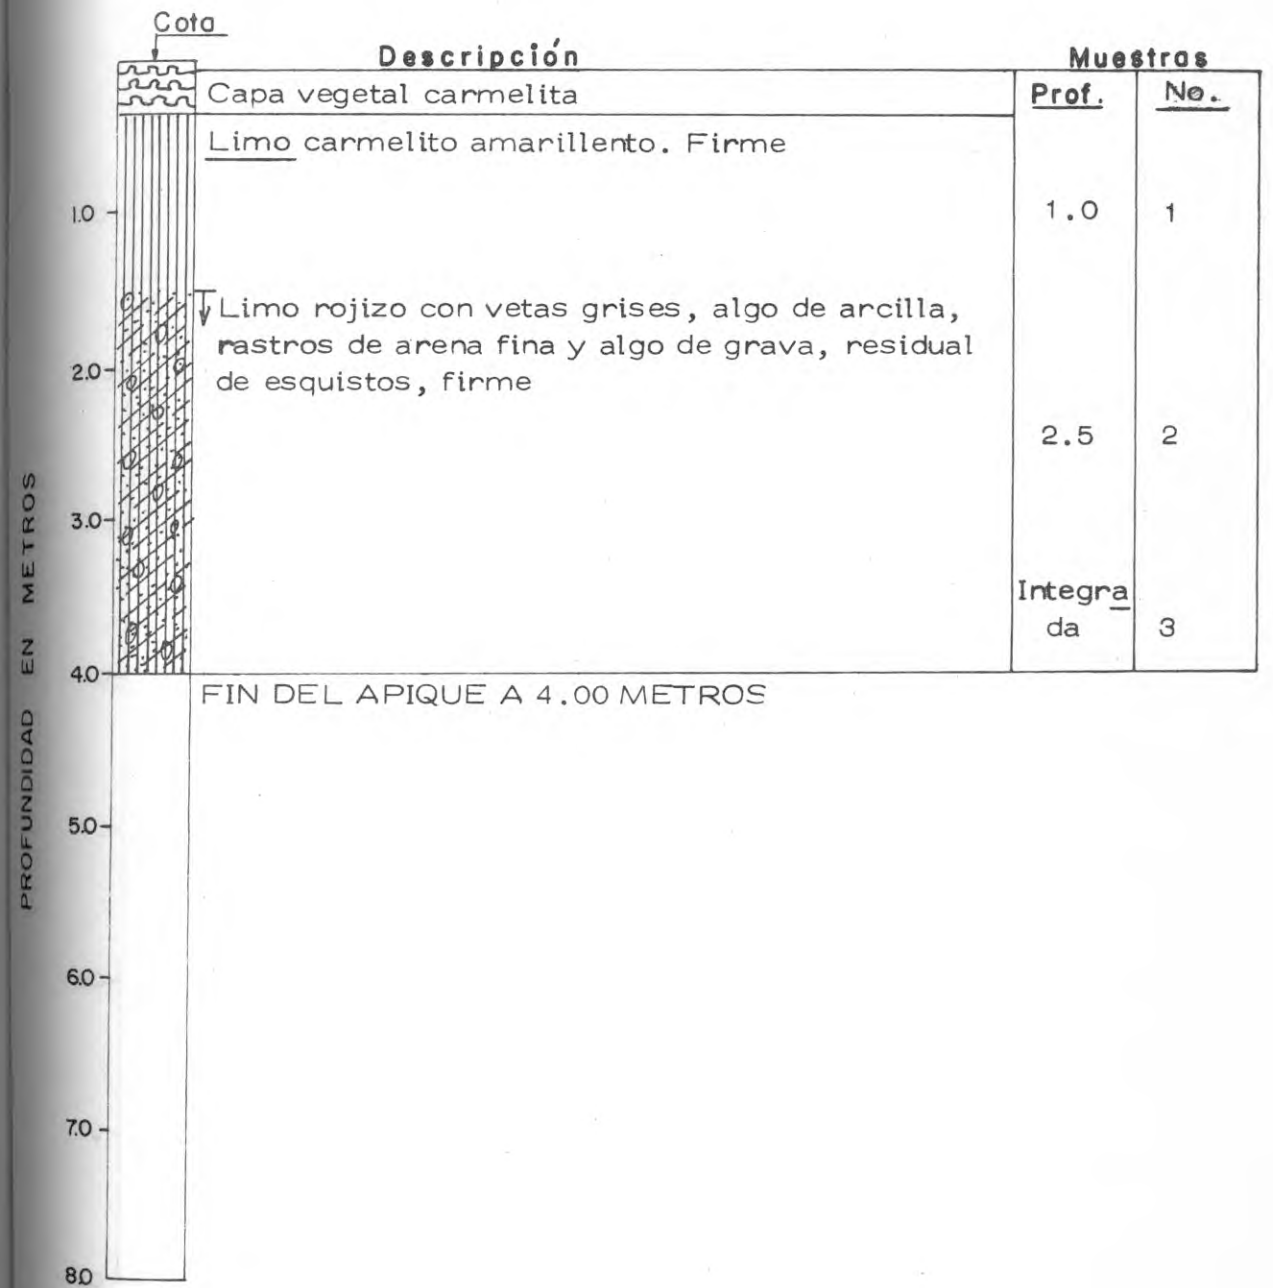 Cota
Descripción
Muestras
Capa vegetal carmelita
Prof. No.
Limo carmelito amarillento. Firme
1.0
1.0 1
Limo rojizo con vetas grises, algo de arcilla,
rastros de arena fina y algo de grava, residual
de esquistos, firme
2.0
2.5 2
3.0
Integra
da 3
4.0
FIN DEL APIQUE A 4.00 METROS
5.0
6.0
7.0
8.0
PROFUNDIDAD EN METROS